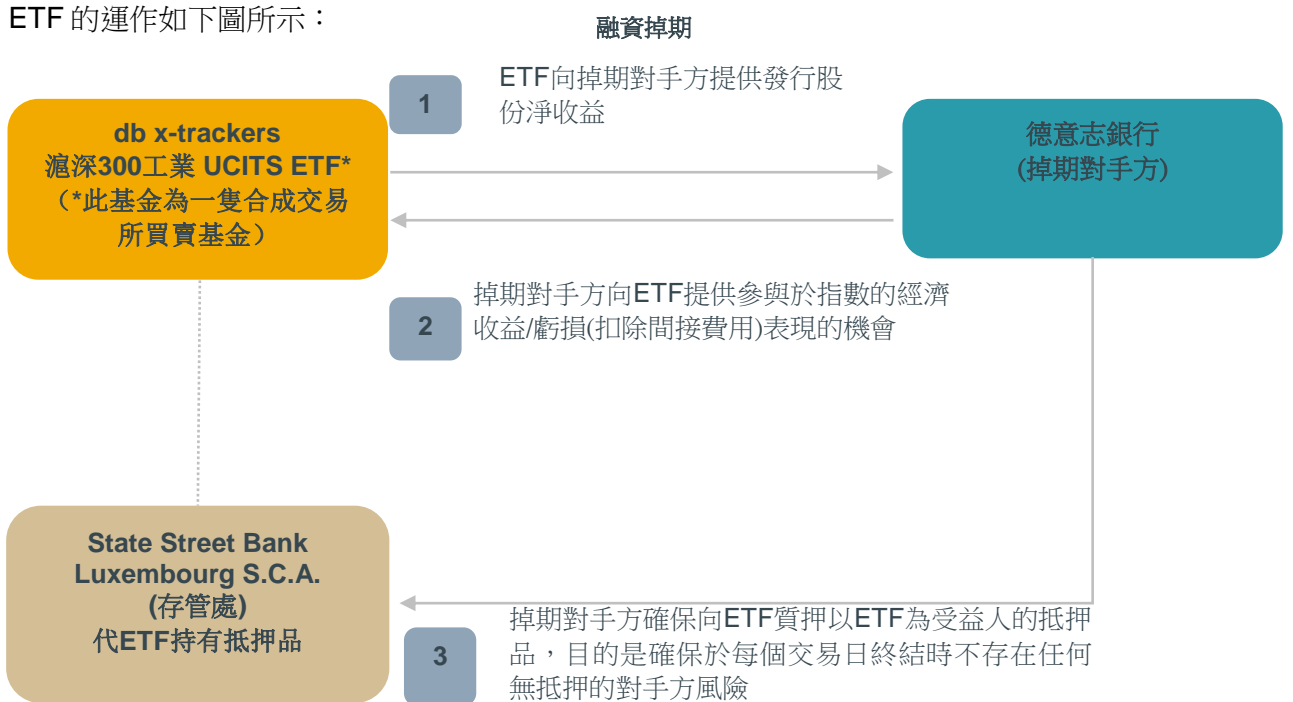 ETF 的運作如下圖所示：
融資掉期
1
ETF向掉期對手方提供發行股
份淨收益
db x-trackers
滬深300工業 UCITS ETF*
（*此基金為一隻合成交易
所買賣基金）
德意志銀行
(掉期對手方)
2
掉期對手方向ETF提供參與於指數的經濟
收益/虧損(扣除間接費用)表現的機會
State Street Bank
Luxembourg S.C.A.
(存管處)
代ETF持有抵押品
3
掉期對手方確保向ETF質押以ETF為受益人的抵押
品，目的是確保於每個交易日終結時不存在任何
無抵押的對手方風險